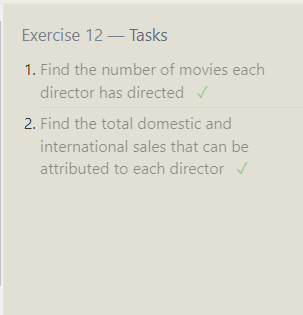 Exercise 12 — Tasks
1. Find the number of movies each
director has directed ✓
2. Find the total domestic and
international sales that can be
attributed to each director ✓